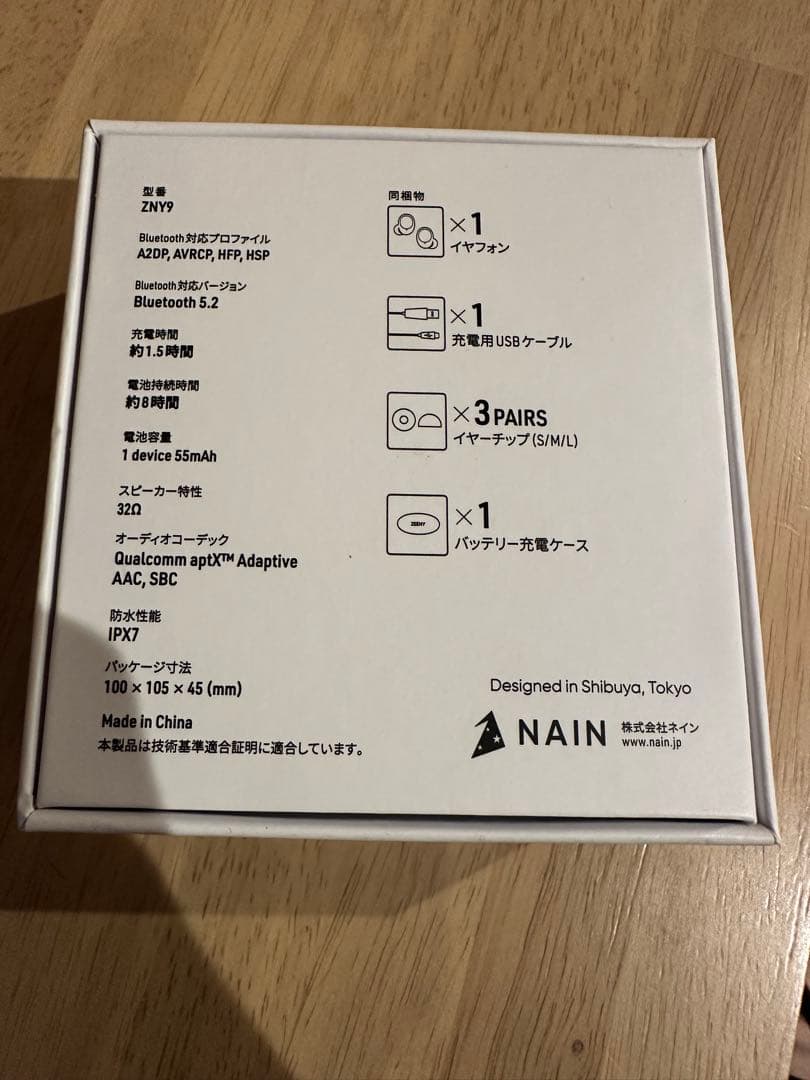 型番
ZNY9
Bluetooth対応プロファイル
A2DP, AVRCP, HFP, HSP
Bluetooth対応バージョン
Bluetooth 5.2
充電時間
約1.5時間
電池持続時間
約8時間
電池容量
1 device 55mAh
スピーカー特性
32Ω
オーディオコーデック
Qualcomm aptX™ Adaptive
AAC, SBC
防水性能
IPX7
パッケージ寸法
100 × 105 × 45 (mm)
Made in China
本製品は技術基準適合証明に適合しています。
同梱物
×1
イヤフォン
×1
充電用USBケーブル
×3 PAIRS
イヤーチップ(S/M/L)
ZEENY
×1
バッテリー充電ケース
Designed in Shibuya, Tokyo
NAIN
株式会社ネイン
www.nain.jp